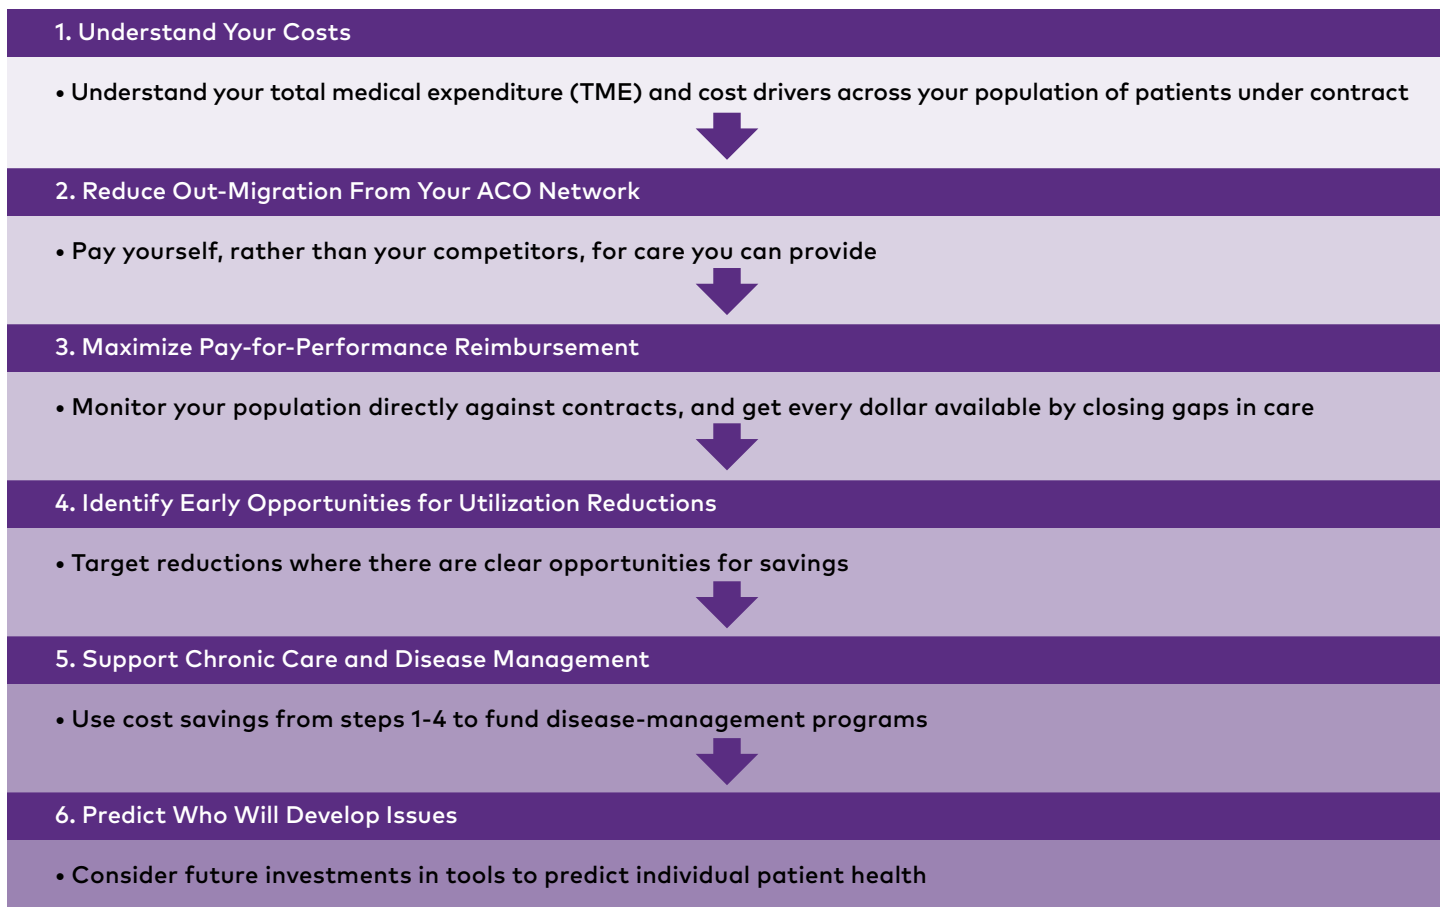 1. Understand Your Costs
• Understand your total medical expenditure (TME) and cost drivers across your population of patients under contract
2. Reduce Out-Migration From Your ACO Network
• Pay yourself, rather than your competitors, for care you can provide
3. Maximize Pay-for-Performance Reimbursement
• Monitor your population directly against contracts, and get every dollar available by closing gaps in care
4. Identify Early Opportunities for Utilization Reductions
• Target reductions where there are clear opportunities for savings
5. Support Chronic Care and Disease Management
• Use cost savings from steps 1-4 to fund disease-management programs
6. Predict Who Will Develop Issues
• Consider future investments in tools to predict individual patient health